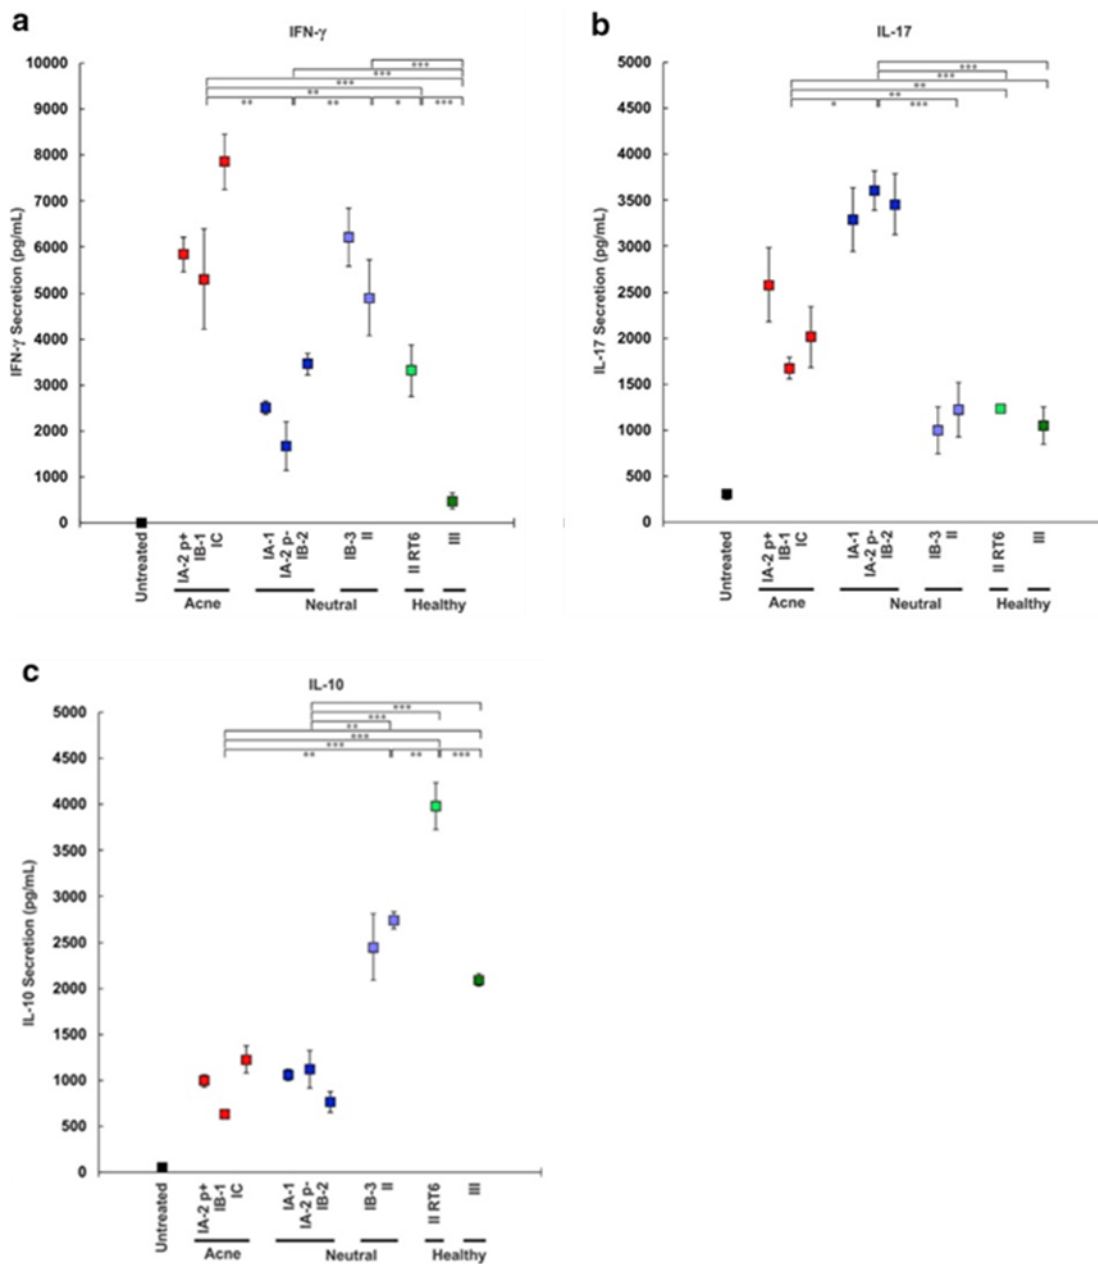 a
IFN-γ
10000
9000
8000
7000
6000
5000
4000
3000
2000
1000
0
IFN-γ Secretion (pg/mL)
***
***
***
**
** ** * ***
Untreated
IA-2 p+
IB-1
IC
IA-1
IA-2 p-
IB-2
IB-3
II
II RT6
III
Acne Neutral Healthy
b
IL-17
5000
4500
4000
3500
3000
2500
2000
1500
1000
500
0
IL-17 Secretion (pg/mL)
***
***
**
**
* ***
Untreated
IA-2 p+
IB-1
IC
IA-1
IA-2 p-
IB-2
IB-3
II
II RT6
III
Acne Neutral Healthy
c
IL-10
5000
4500
4000
3500
3000
2500
2000
1500
1000
500
0
IL-10 Secretion (pg/mL)
***
***
**
***
***
** ** ***
Untreated
IA-2 p+
IB-1
IC
IA-1
IA-2 p-
IB-2
IB-3
II
II RT6
III
Acne Neutral Healthy